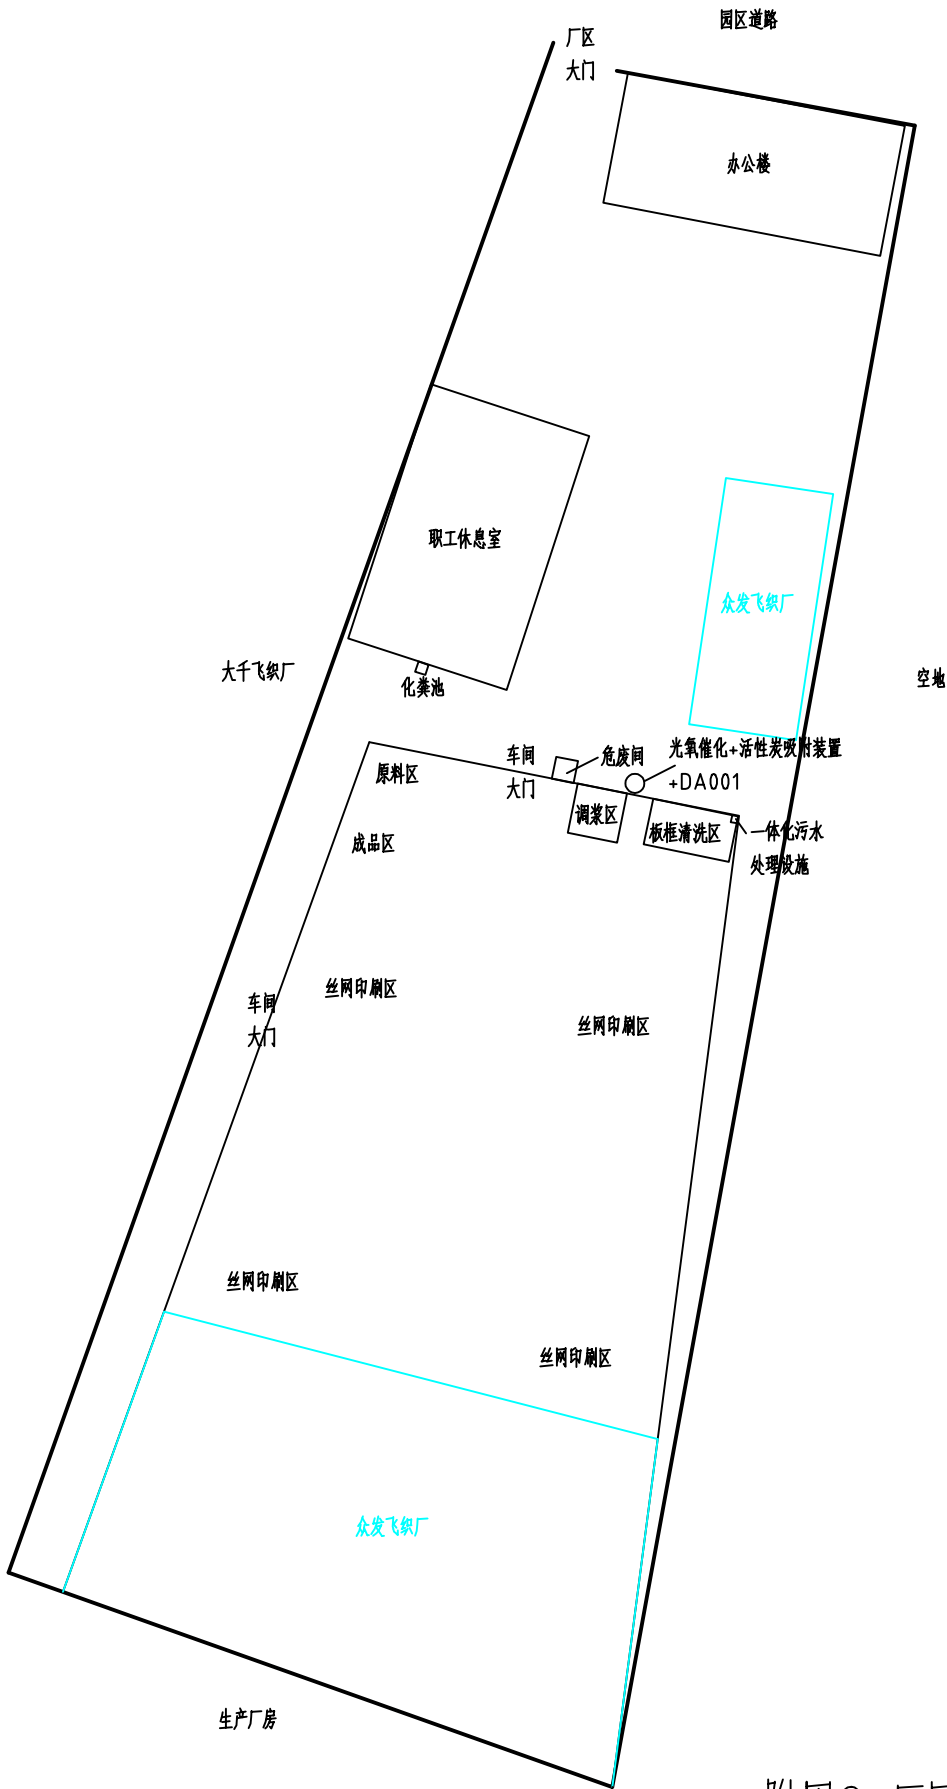 园区道路
厂区
大门
办公楼
职工休息室
众发飞织厂
大千飞织厂
空地
化粪池
车间
大门
危废间
光氧催化+活性炭吸附装置
+DA001
原料区
调浆区
板框清洗区
一体化污水
处理设施
成品区
丝网印刷区
车间
大门
丝网印刷区
丝网印刷区
丝网印刷区
众发飞织厂
生产厂房